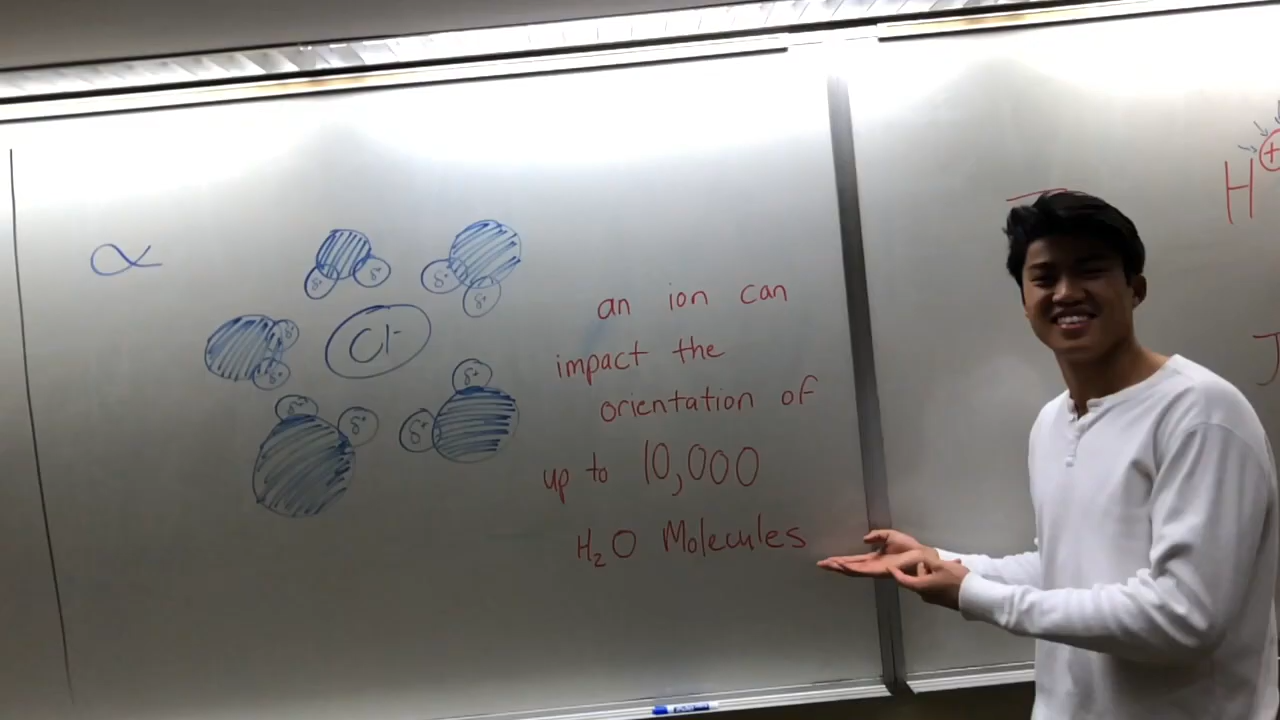 ∝
δ+ δ+ δ+ δ+
δ+ Cl-
δ+
δ+ δ+ δ+ δ+
an ion can
impact the
orientation of
up to 10,000
H₂O Molecules
H +
J